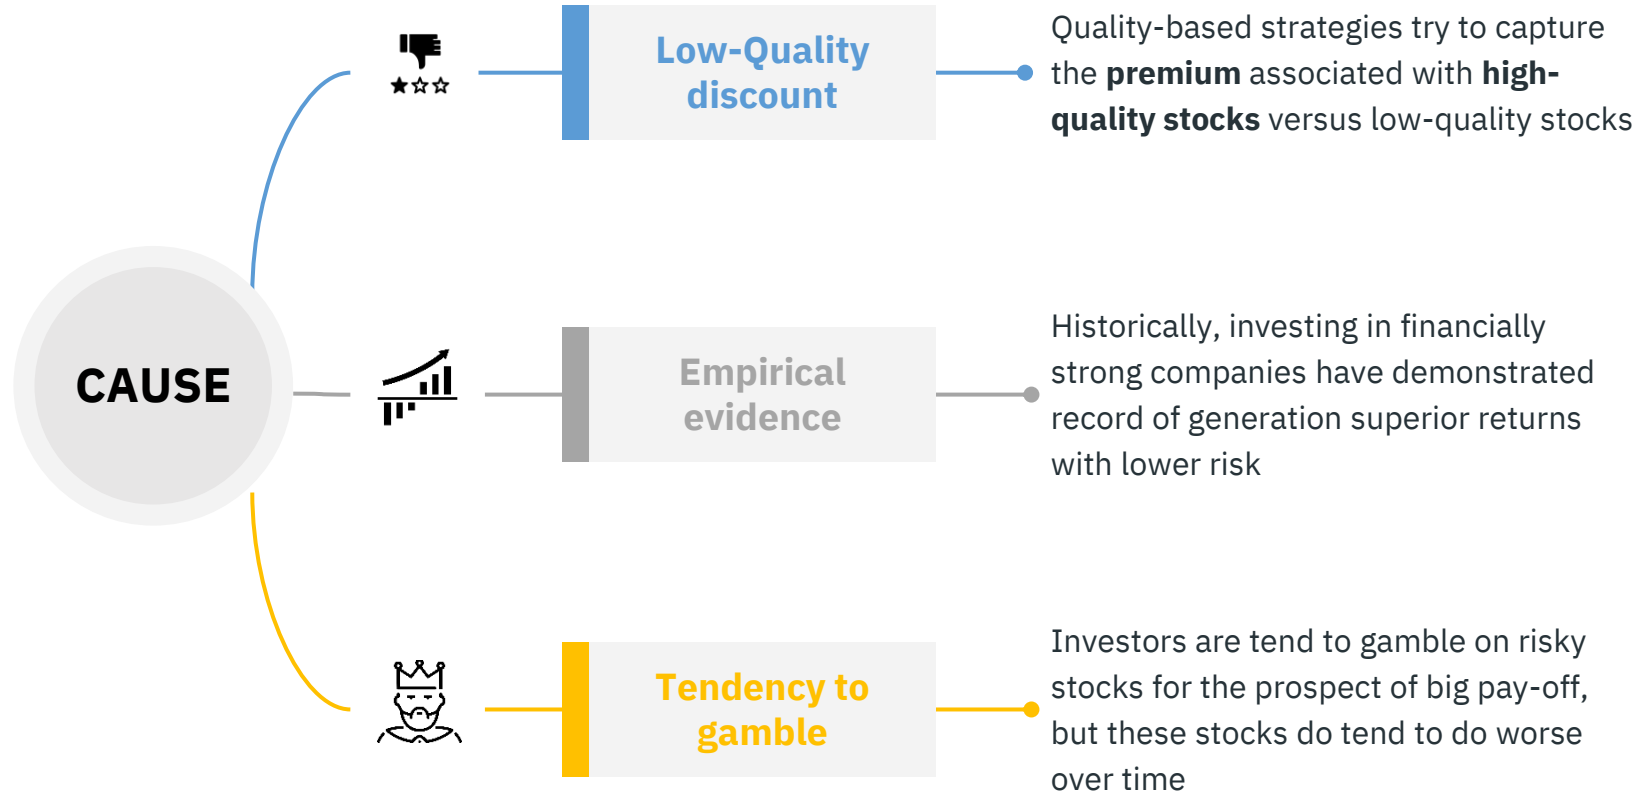 CAUSE
Low-Quality
discount
Quality-based strategies try to capture
the premium associated with high-
quality stocks versus low-quality stocks
Empirical
evidence
Historically, investing in financially
strong companies have demonstrated
record of generation superior returns
with lower risk
Tendency to
gamble
Investors are tend to gamble on risky
stocks for the prospect of big pay-off,
but these stocks do tend to do worse
over time